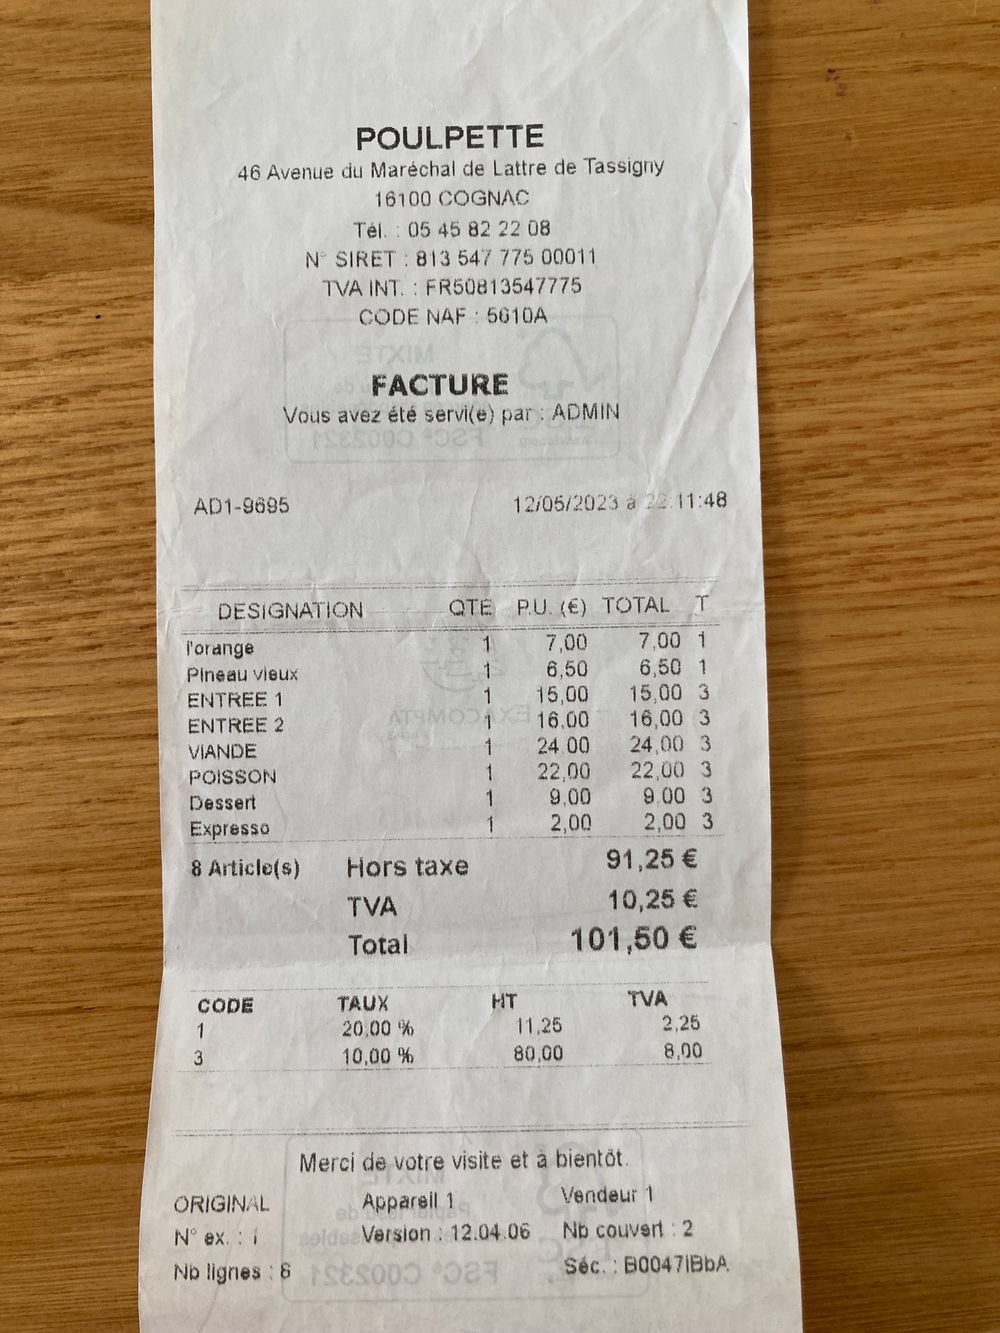 POULPETTE
46 Avenue du Maréchal de Lattre de Tassigny
16100 COGNAC
Tél. : 05 45 82 22 08
N° SIRET : 813 547 775 00011
TVA INT. : FR50813547775
CODE NAF : 5610A
MIXTE
FACTURE
Vous avez été servi(e) par : ADMIN
FSC® C002321
AD1-9695 12/05/2023 à 22:11:48
DESIGNATION QTE P.U. (€) TOTAL T
l'orange 1 7,00 7,00 1
Pineau vieux 1 6,50 6,50 1
ENTREE 1 1 15,00 15,00 3
ENTREE 2 1 16,00 16,00 3
EXACOMPTA
VIANDE 1 24,00 24,00 3
POISSON 1 22,00 22,00 3
Dessert 1 9,00 9,00 3
Expresso 1 2,00 2,00 3
8 Article(s) Hors taxe 91,25 €
TVA 10,25 €
Total 101,50 €
CODE TAUX HT TVA
1 20,00 % 11,25 2,25
3 10,00 % 80,00 8,00
Merci de votre visite et à bientôt.
MIXTE
ORIGINAL Appareil 1 Vendeur 1
N° ex. : 1 Version : 12.04.06 Nb couvert : 2
Nb lignes : 8 Séc. : B0047IBbA
FSC® C002321